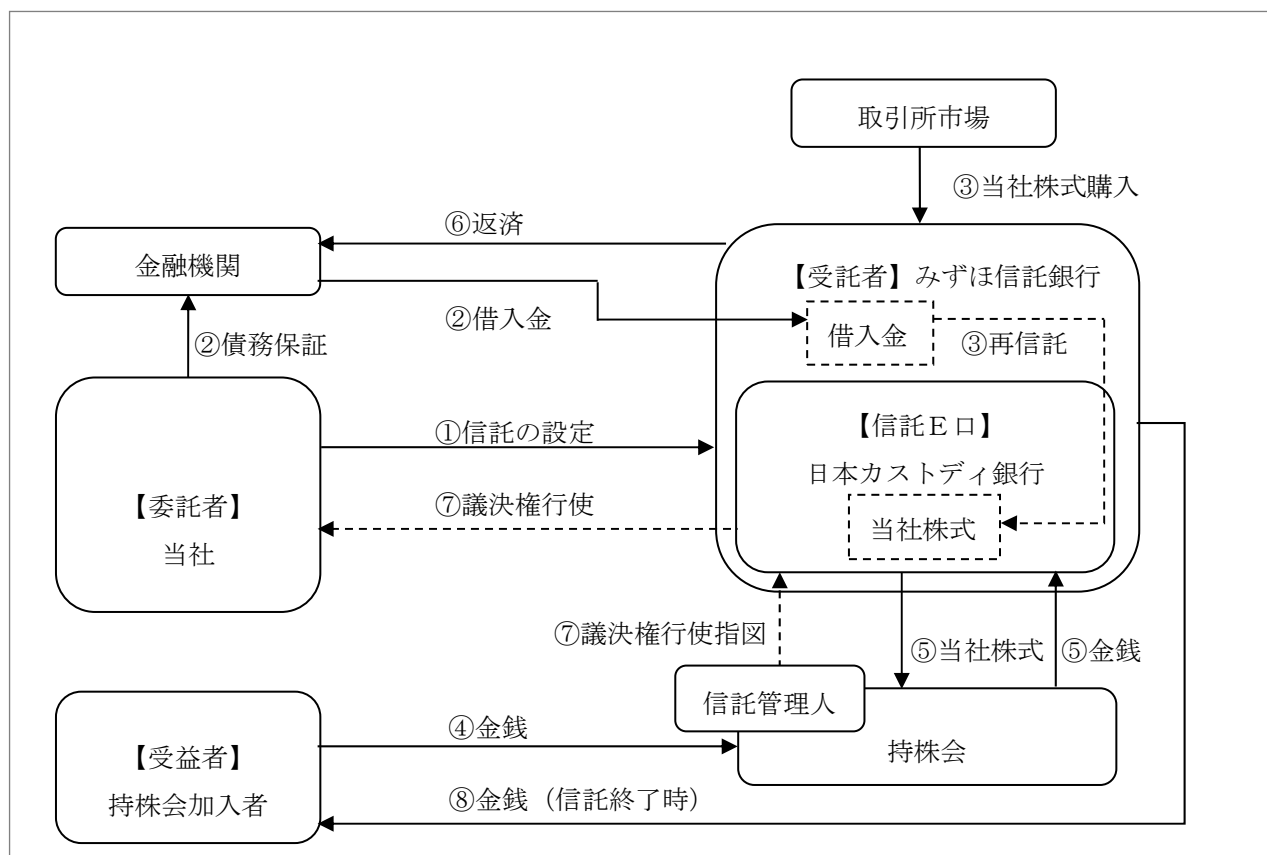 取引所市場
③当社株式購入
⑥返済
金融機関
【受託者】みずほ信託銀行
②借入金
借入金
③再信託
②債務保証
①信託の設定
【信託Ｅ口】
日本カストディ銀行
⑦議決権行使
当社株式
【委託者】
当社
⑦議決権行使指図
⑤当社株式
⑤金銭
信託管理人
④金銭
持株会
【受益者】
持株会加入者
⑧金銭（信託終了時）